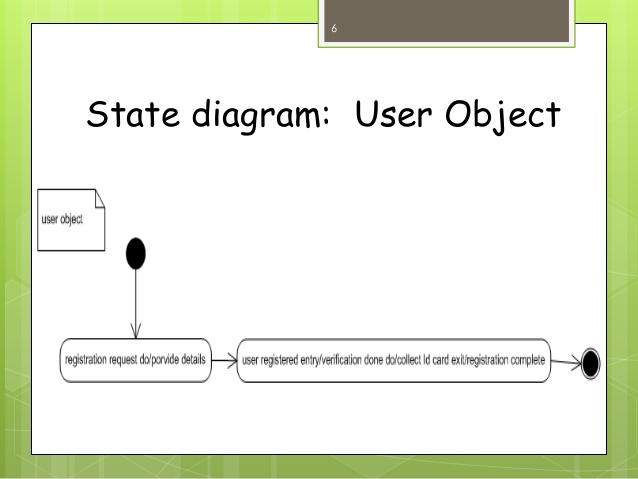 6
State diagram:  User Object
user object
registration request do/porvide details
user registered entry/verification done do/collect Id card exit/registration complete